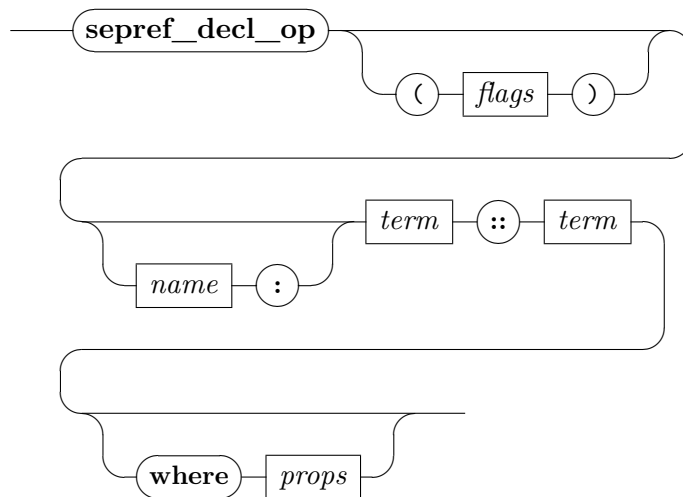 sepref_decl_op
( flags )
term :: term
name :
where props